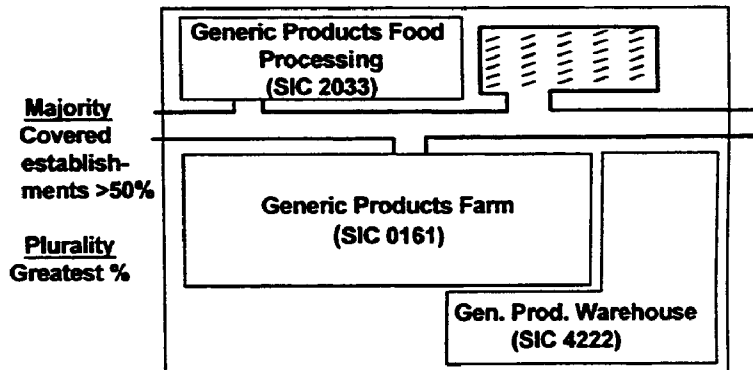 Generic Products Food
Processing
(SIC 2033)
Majority
Covered
establish-
ments >50%
Plurality
Greatest %
Generic Products Farm
(SIC 0161)
Gen. Prod. Warehouse
(SIC 4222)